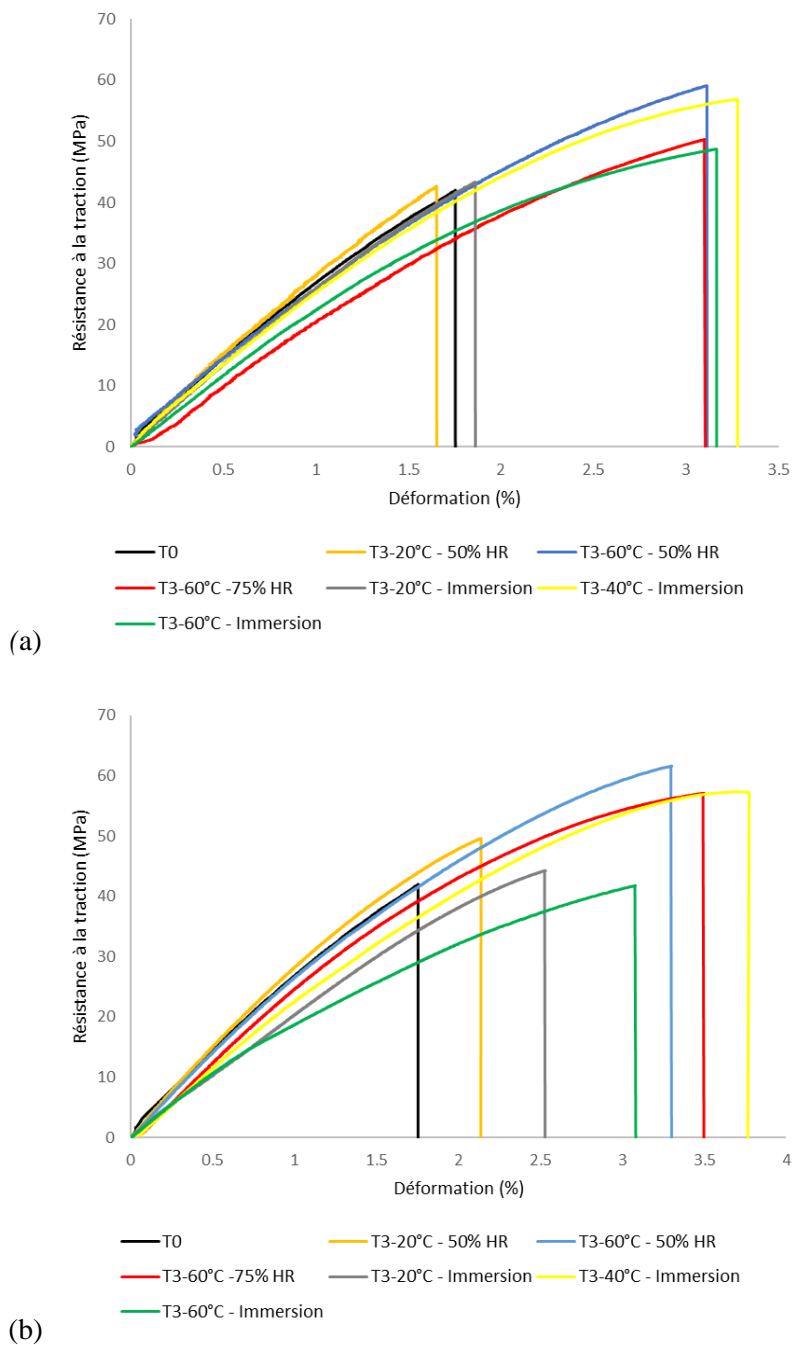 70
60
50
40
30
20
10
0
Résistance à la traction (MPa)
0 0.5 1 1.5 2 2.5 3 3.5
Déformation (%)
T0 T3-20°C - 50% HR T3-60°C - 50% HR
T3-60°C -75% HR T3-20°C - Immersion T3-40°C - Immersion
T3-60°C - Immersion
(a)
70
60
50
40
30
20
10
0
Résistance à la traction (MPa)
0 0.5 1 1.5 2 2.5 3 3.5 4
Déformation (%)
T0 T3-20°C - 50% HR T3-60°C - 50% HR
T3-60°C -75% HR T3-20°C - Immersion T3-40°C - Immersion
T3-60°C - Immersion
(b)